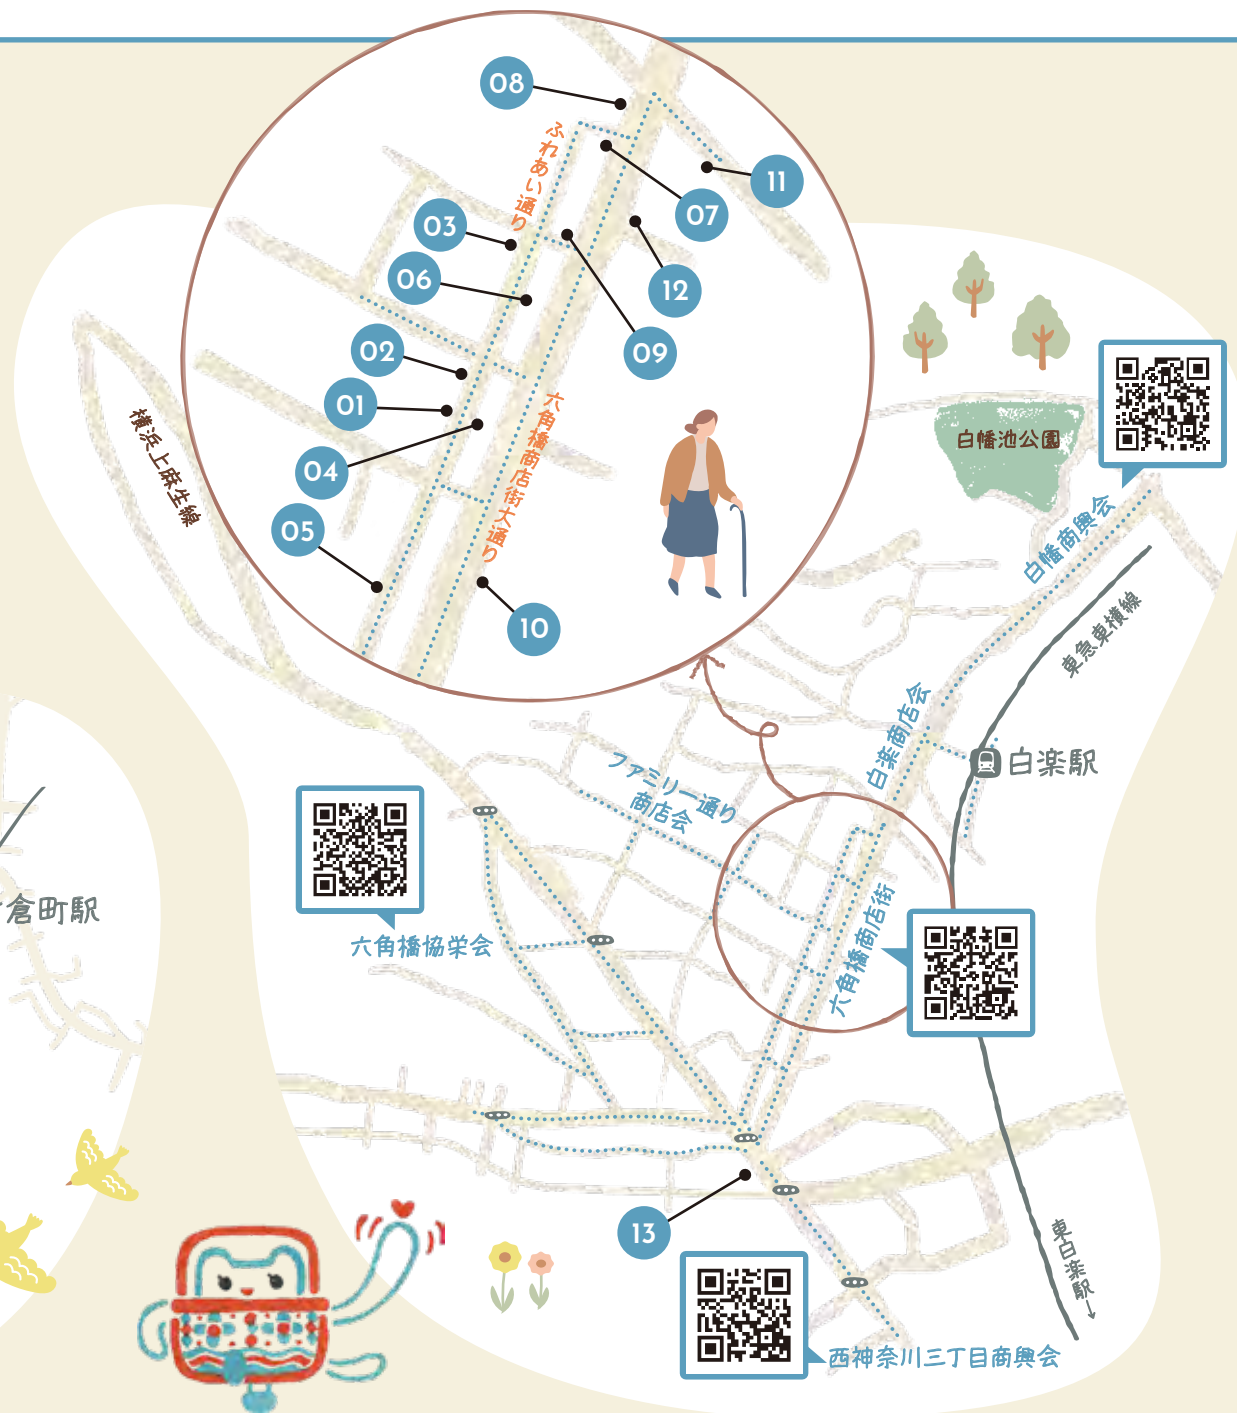 08
ふれあい通り
11
07
03
06
12
09
02
01
六角橋商店街大通り
04
05
10
横浜上麻生線
白幡池公園
白幡商興会
東急東横線
白楽商店会
白楽駅
ファミリー通り
商店会
倉町駅
六角橋協栄会
六角橋商店街
13
東白楽駅↓
西神奈川三丁目商興会